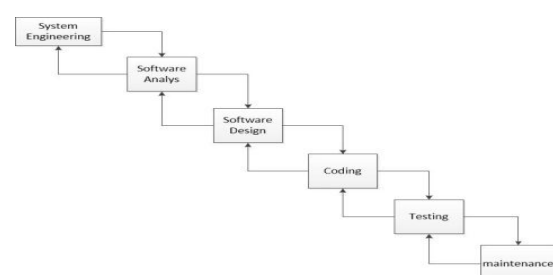 System
Engineering
Software
Analys
Software
Design
Coding
Testing
maintenance